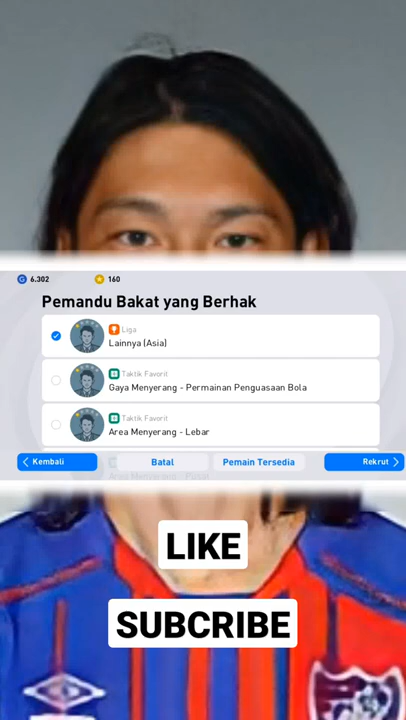 6.302
160
Pemandu Bakat yang Berhak
Liga
Lainnya (Asia)
Taktik Favorit
Gaya Menyerang - Permainan Penguasaan Bola
Taktik Favorit
Area Menyerang - Lebar
Kembali
Batal
Pemain Tersedia
Rekrut
LIKE
SUBCRIBE